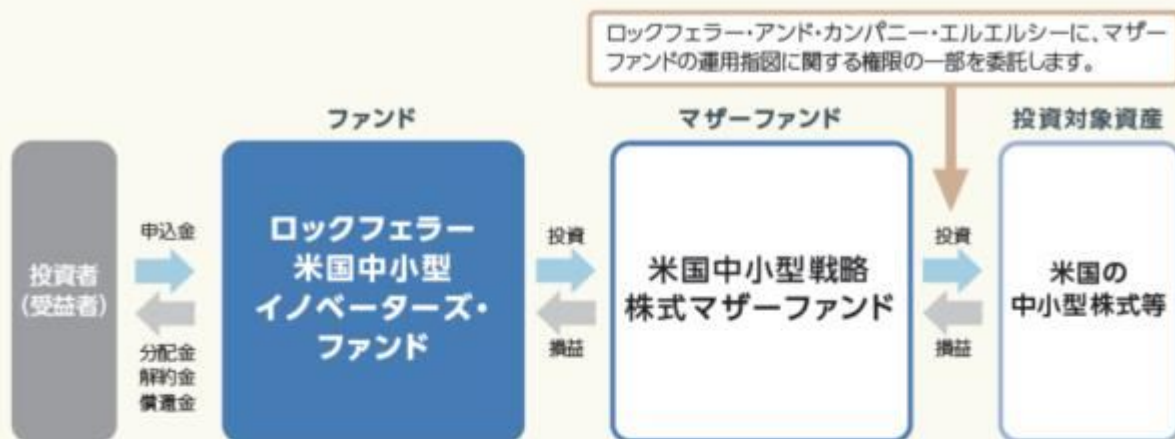 ロックフェラー・アンド・カンパニー・エルエルシーに、マザー
ファンドの運用指図に関する権限の一部を委託します。
ファンド
マザーファンド
投資対象資産
投資者
(受益者)
申込金
分配金
解約金
償還金
ロックフェラー
米国中小型
イノベーターズ・
ファンド
投資
損益
米国中小型戦略
株式マザーファンド
投資
損益
米国の
中小型株式等